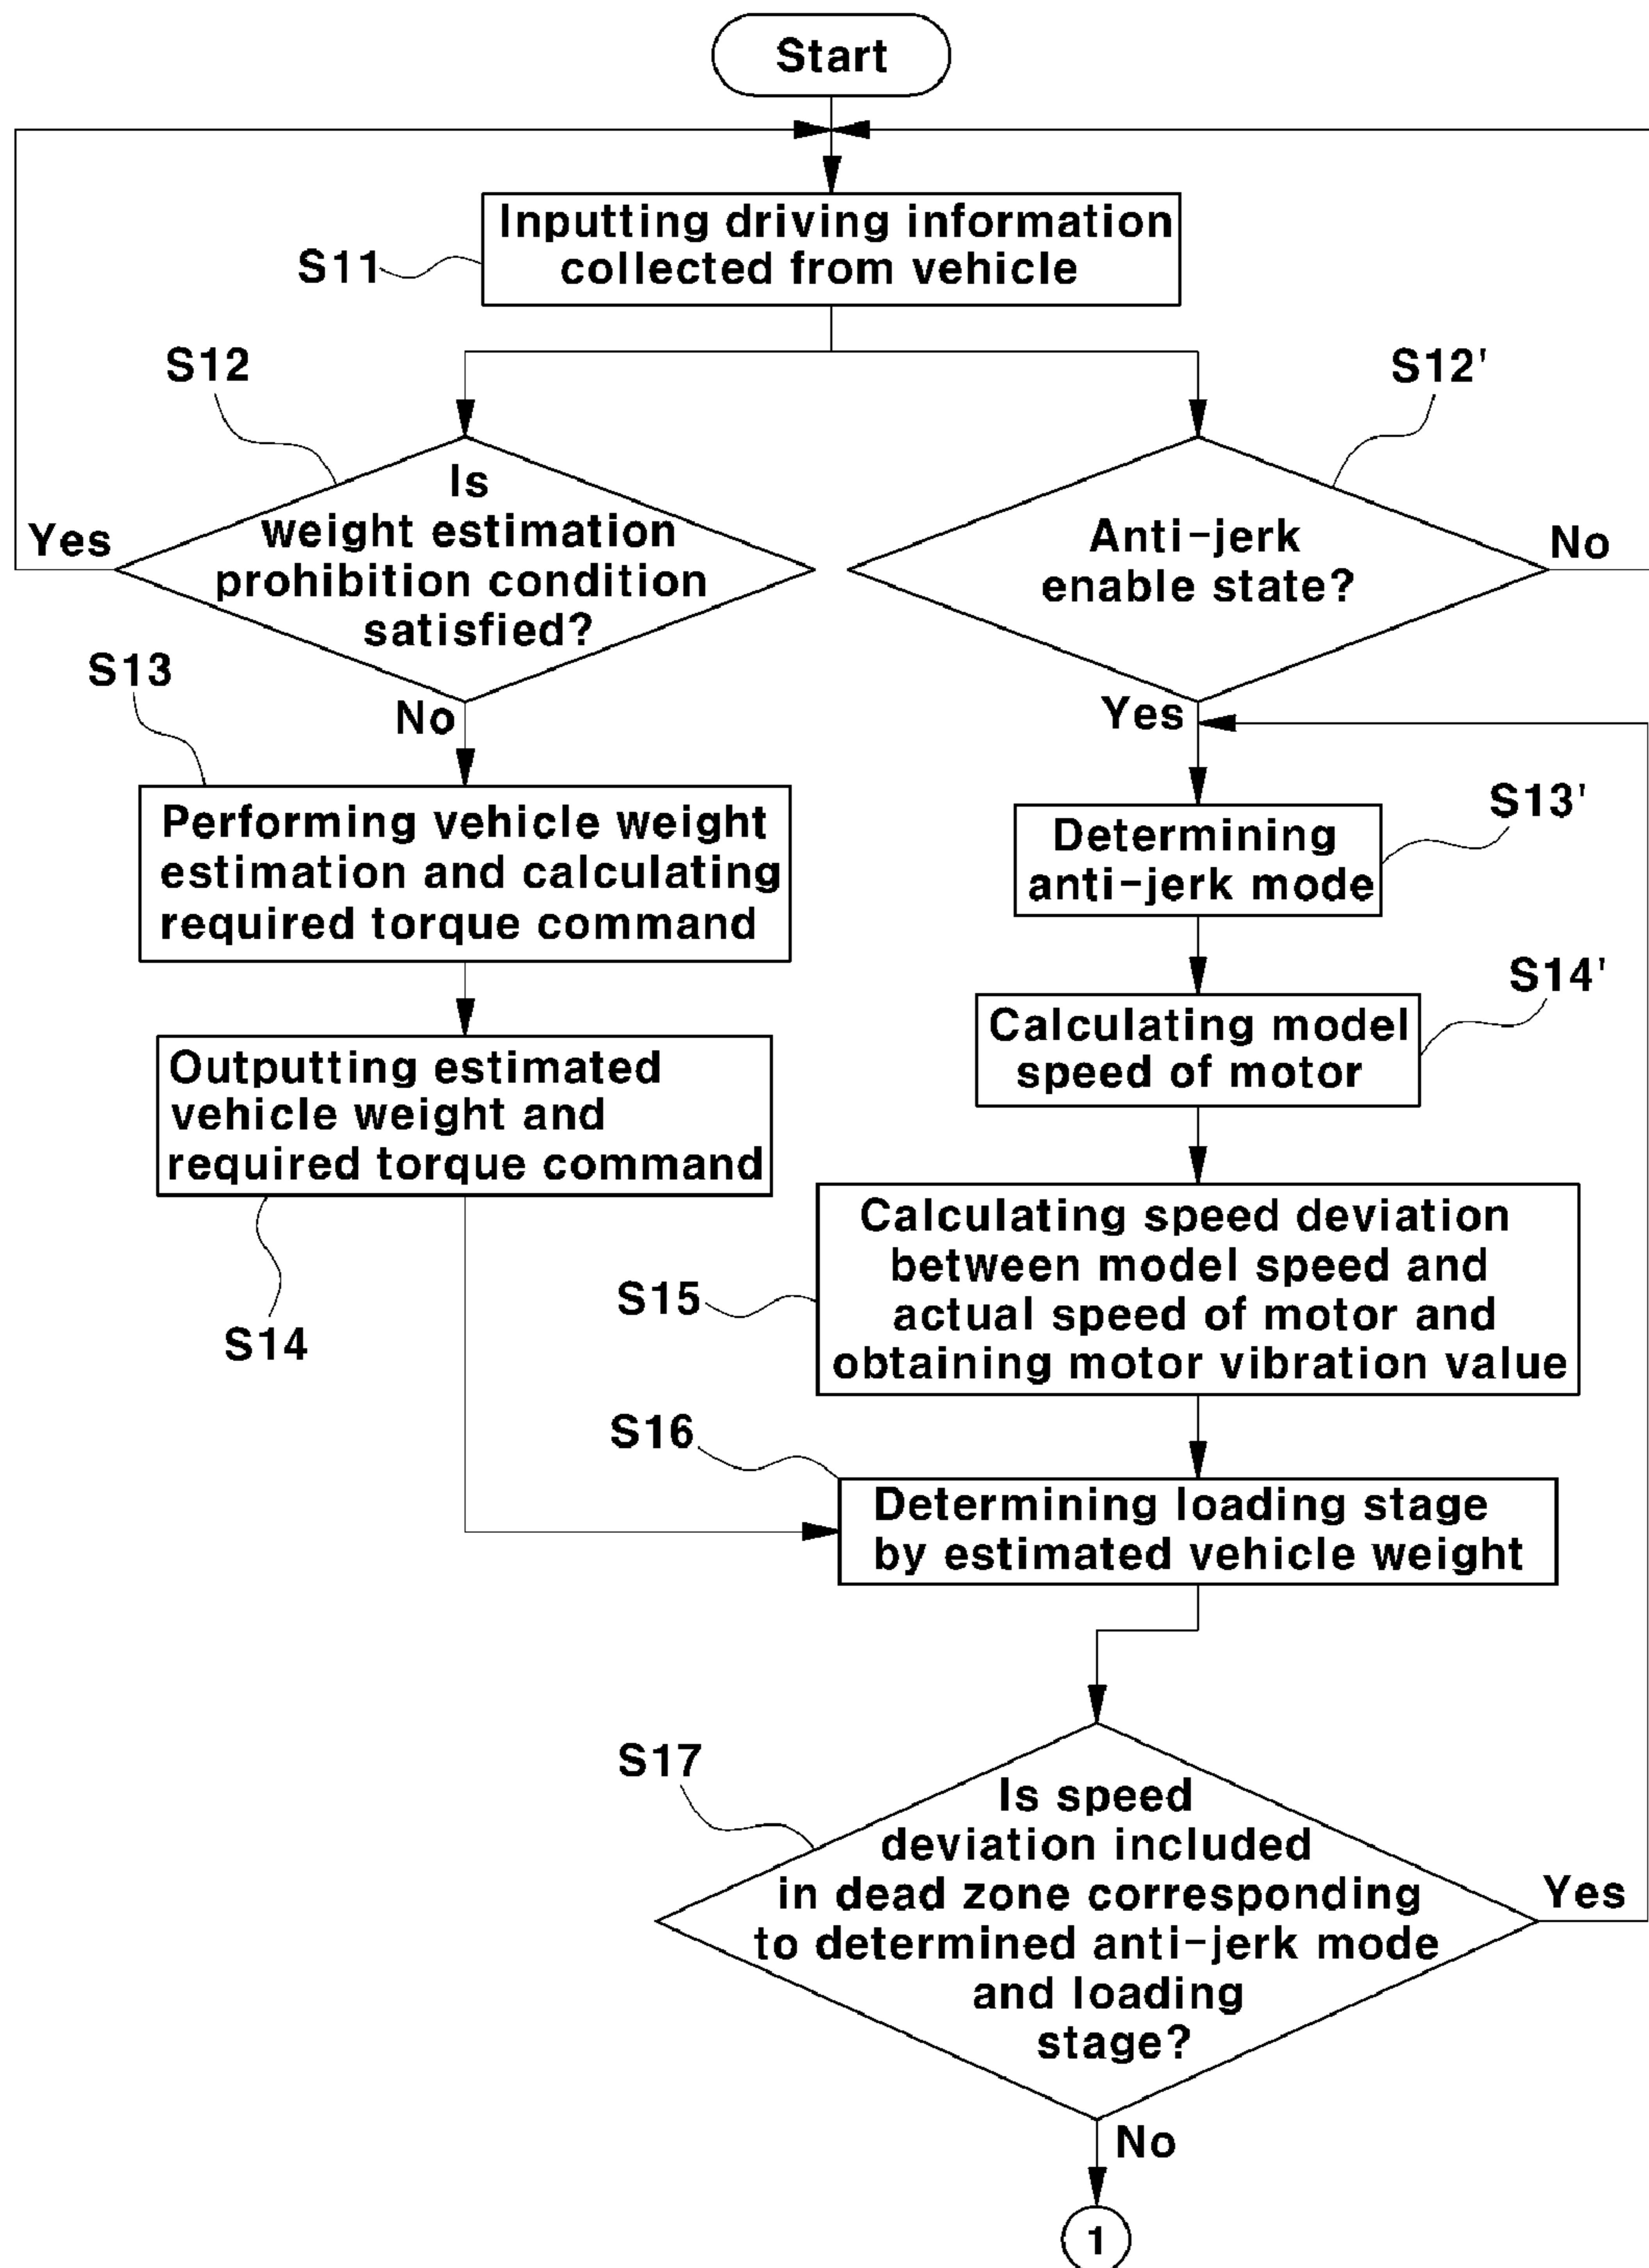 Start
Inputting driving information
collected from vehicle
S11
S12
S12'
Is
weight estimation
prohibition condition
satisfied?
Yes
No
Anti-jerk
enable state?
No
Yes
S13
Performing vehicle weight
estimation and calculating
required torque command
S13'
Determining
anti-jerk mode
S14'
Calculating model
speed of motor
Outputting estimated
vehicle weight and
required torque command
S14
S15
Calculating speed deviation
between model speed and
actual speed of motor and
obtaining motor vibration value
S16
Determining loading stage
by estimated vehicle weight
S17
Is speed
deviation included
in dead zone corresponding
to determined anti-jerk mode
and loading
stage?
Yes
No
1